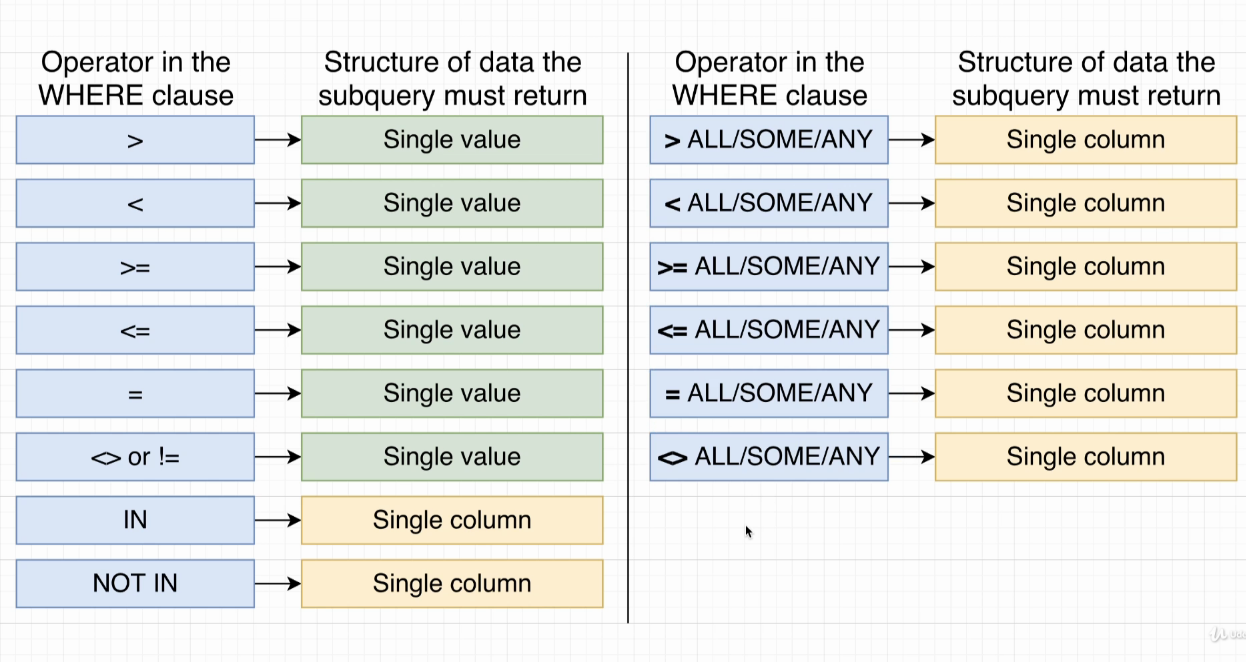 Operator in the
WHERE clause
Structure of data the
subquery must return
>
Single value
<
Single value
>=
Single value
<=
Single value
=
Single value
<> or !=
Single value
IN
Single column
NOT IN
Single column
Operator in the
WHERE clause
Structure of data the
subquery must return
> ALL/SOME/ANY
Single column
< ALL/SOME/ANY
Single column
>= ALL/SOME/ANY
Single column
<= ALL/SOME/ANY
Single column
= ALL/SOME/ANY
Single column
<> ALL/SOME/ANY
Single column